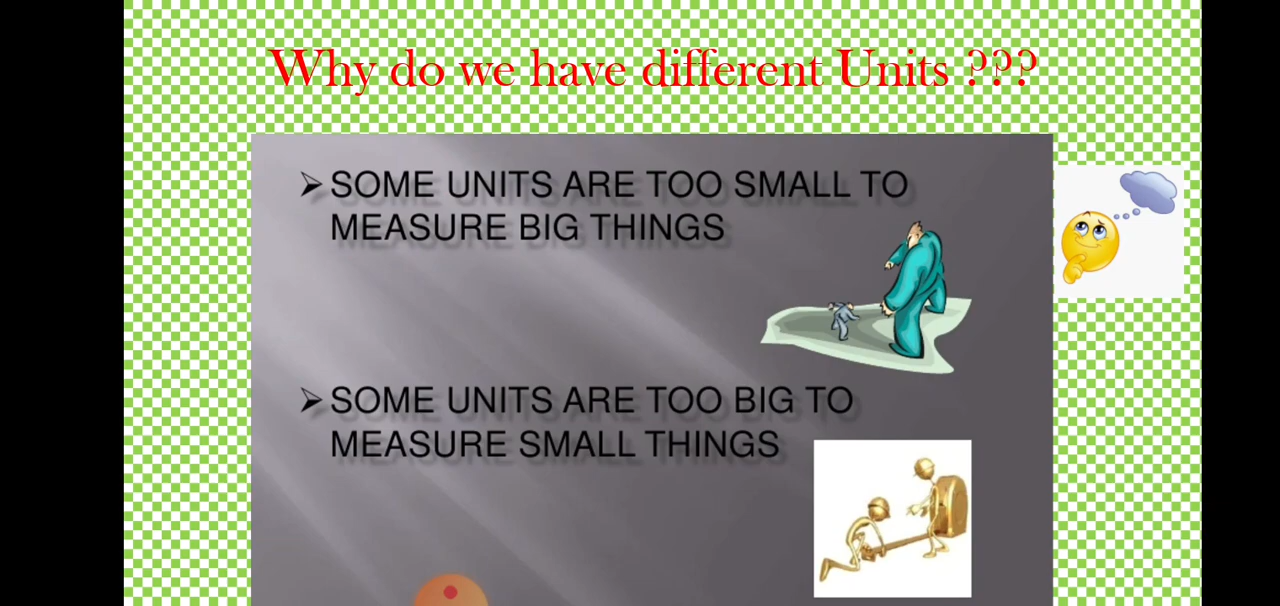 Why do we have different Units ???
➢ SOME UNITS ARE TOO SMALL TO
MEASURE BIG THINGS
➢ SOME UNITS ARE TOO BIG TO
MEASURE SMALL THINGS